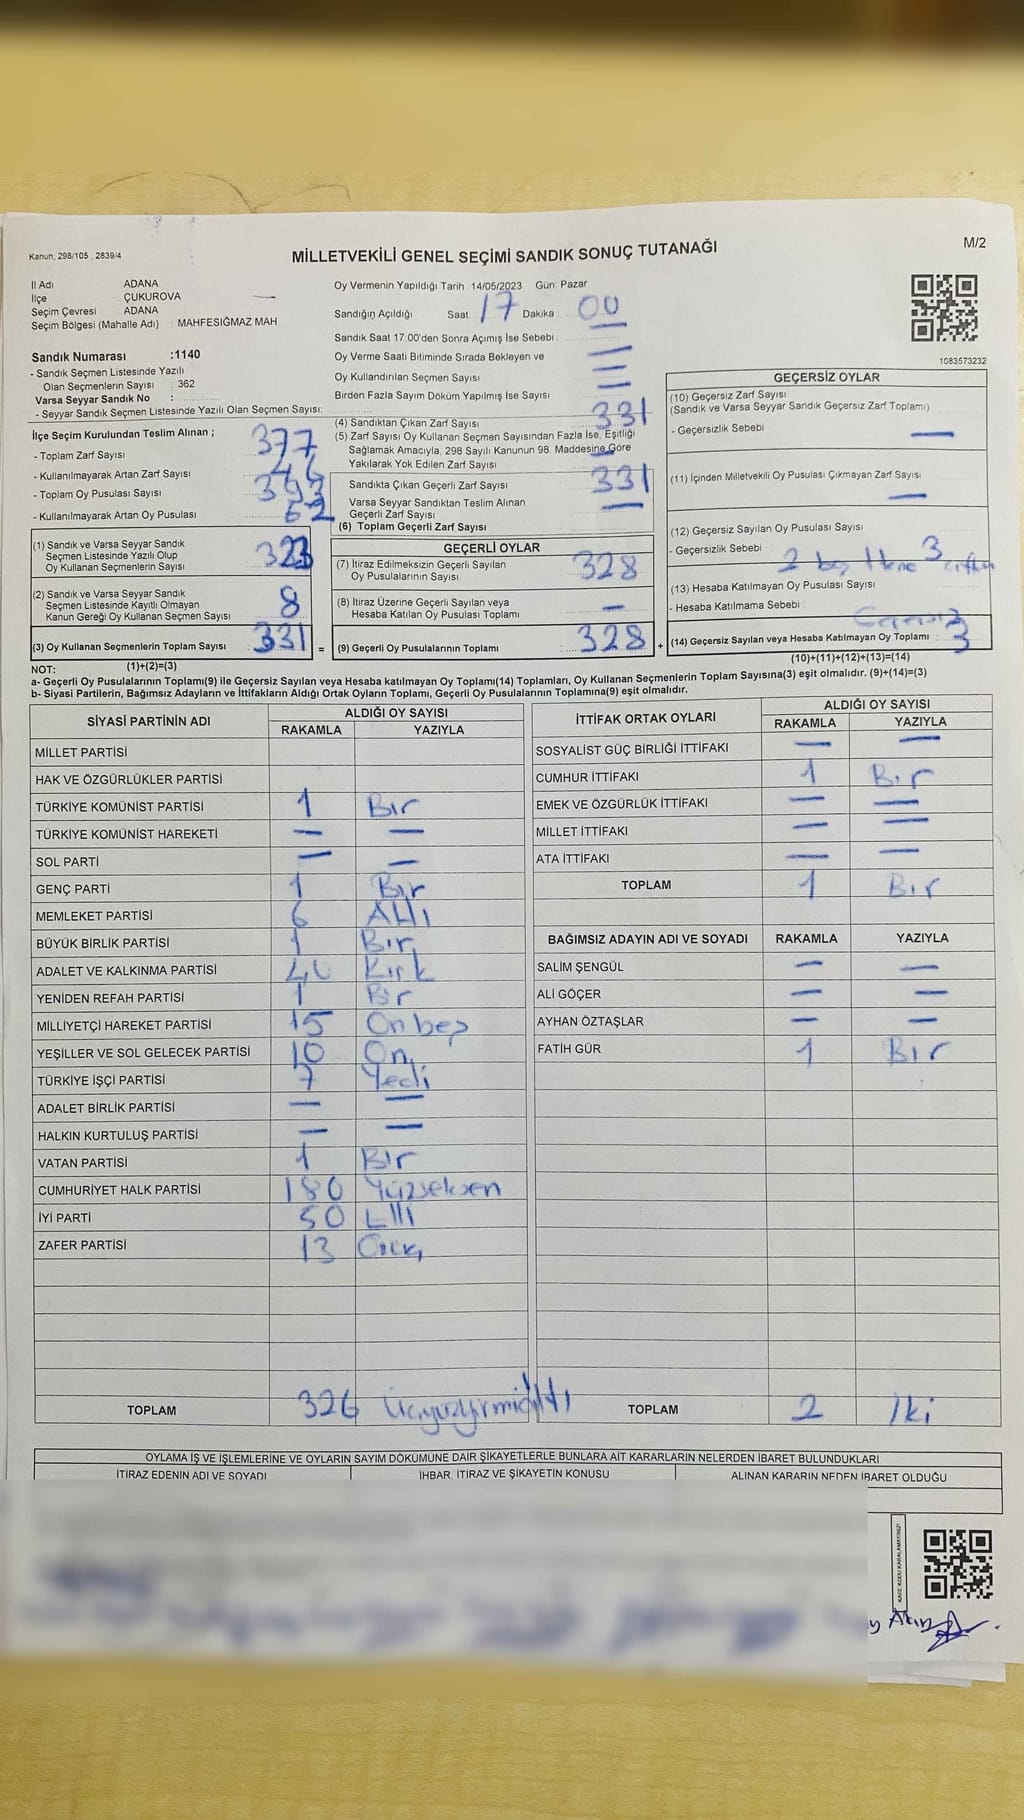 Kanun: 298/105 , 2839/4
MİLLETVEKİLİ GENEL SEÇİMİ SANDIK SONUÇ TUTANAĞI
M/2
İl Adı ADANA
İlçe ÇUKUROVA
Seçim Çevresi : ADANA
Seçim Bölgesi (Mahalle Adı) : MAHFESIĞMAZ MAH
Oy Vermenin Yapıldığı Tarih 14/05/2023 Gün: Pazar
Sandığın Açıldığı Saat: 17 Dakika : 00
Sandık Saat 17:00'den Sonra Açımış İse Sebebi :
Oy Verme Saati Bitiminde Sırada Bekleyen ve —
Oy Kullandırılan Seçmen Sayısı —
Birden Fazla Sayım Döküm Yapılmış İse Sayısı —
1083573232
Sandık Numarası :1140
- Sandık Seçmen Listesinde Yazılı
Olan Seçmenlerin Sayısı : 362
Varsa Seyyar Sandık No :
- Seyyar Sandık Seçmen Listesinde Yazılı Olan Seçmen Sayısı:
İlçe Seçim Kurulundan Teslim Alınan ;
- Toplam Zarf Sayısı 377
- Kullanılmayarak Artan Zarf Sayısı 46
- Toplam Oy Pusulası Sayısı 393
- Kullanılmayarak Artan Oy Pusulası 62
(4) Sandıktan Çıkan Zarf Sayısı 331
(5) Zarf Sayısı Oy Kullanan Seçmen Sayısından Fazla İse, Eşitliği
Sağlamak Amacıyla, 298 Sayılı Kanunun 98. Maddesine Göre
Yakılarak Yok Edilen Zarf Sayısı —
Sandıkta Çıkan Geçerli Zarf Sayısı 331
Varsa Seyyar Sandıktan Teslim Alınan
Geçerli Zarf Sayısı —
(6) Toplam Geçerli Zarf Sayısı
GEÇERSİZ OYLAR
(10) Geçersiz Zarf Sayısı
(Sandık ve Varsa Seyyar Sandık Geçersiz Zarf Toplamı)
- Geçersizlik Sebebi —
(11) İçinden Milletvekili Oy Pusulası Çıkmayan Zarf Sayısı
—
(12) Geçersiz Sayılan Oy Pusulası Sayısı
- Geçersizlik Sebebi : 2 boş 3
(13) Hesaba Katılmayan Oy Pusulası Sayısı
- Hesaba Katılmama Sebebi :
(14) Geçersiz Sayılan veya Hesaba Katılmayan Oy Toplamı : 3
(10)+(11)+(12)+(13)=(14)
(1) Sandık ve Varsa Seyyar Sandık
Seçmen Listesinde Yazılı Olup
Oy Kullanan Seçmenlerin Sayısı 323
(2) Sandık ve Varsa Seyyar Sandık
Seçmen Listesinde Kayıtlı Olmayan
Kanun Gereği Oy Kullanan Seçmen Sayısı 8
(3) Oy Kullanan Seçmenlerin Toplam Sayısı 331 =
(1)+(2)=(3)
GEÇERLİ OYLAR
(7) İtiraz Edilmeksizin Geçerli Sayılan
Oy Pusulalarının Sayısı 328
(8) İtiraz Üzerine Geçerli Sayılan veya
Hesaba Katılan Oy Pusulası Toplamı —
(9) Geçerli Oy Pusulalarının Toplamı 328 +
NOT:
a- Geçerli Oy Pusulalarının Toplamı(9) ile Geçersiz Sayılan veya Hesaba katılmayan Oy Toplamı(14) Toplamları, Oy Kullanan Seçmenlerin Toplam Sayısına(3) eşit olmalıdır. (9)+(14)=(3)
b- Siyasi Partilerin, Bağımsız Adayların ve İttifakların Aldığı Ortak Oyların Toplamı, Geçerli Oy Pusulalarının Toplamına(9) eşit olmalıdır.
SİYASİ PARTİNİN ADI ALDIĞI OY SAYISI
RAKAMLA YAZIYLA
MİLLET PARTİSİ
HAK VE ÖZGÜRLÜKLER PARTİSİ
TÜRKİYE KOMÜNİST PARTİSİ 1 Bır
TÜRKİYE KOMÜNİST HAREKETİ — —
SOL PARTİ — —
GENÇ PARTİ 1 Bır
MEMLEKET PARTİSİ 6 Altı
BÜYÜK BİRLİK PARTİSİ 1 Bır
ADALET VE KALKINMA PARTİSİ 40 Kırk
YENİDEN REFAH PARTİSİ 1 Bir
MİLLİYETÇİ HAREKET PARTİSİ 15 Onbeş
YEŞİLLER VE SOL GELECEK PARTİSİ 10 On
TÜRKİYE İŞÇİ PARTİSİ 7 Yedi
ADALET BİRLİK PARTİSİ — —
HALKIN KURTULUŞ PARTİSİ — —
VATAN PARTİSİ 1 Bır
CUMHURİYET HALK PARTİSİ 180 Yüzseksen
İYİ PARTİ 50 Ellı
ZAFER PARTİSİ 13
TOPLAM 326 Üçyüzyirmialtı
İTTİFAK ORTAK OYLARI ALDIĞI OY SAYISI
RAKAMLA YAZIYLA
SOSYALİST GÜÇ BİRLİĞİ İTTİFAKI — —
CUMHUR İTTİFAKI 1 Bir
EMEK VE ÖZGÜRLÜK İTTİFAKI — —
MİLLET İTTİFAKI — —
ATA İTTİFAKI — —
TOPLAM 1 Bır
BAĞIMSIZ ADAYIN ADI VE SOYADI RAKAMLA YAZIYLA
SALİM ŞENGÜL — —
ALİ GÖÇER — —
AYHAN ÖZTAŞLAR — —
FATİH GÜR 1 Bır
TOPLAM 2 Iki
OYLAMA İŞ VE İŞLEMLERİNE VE OYLARIN SAYIM DÖKÜMÜNE DAİR ŞİKAYETLERLE BUNLARA AİT KARARLARIN NELERDEN İBARET BULUNDUKLARI
İTİRAZ EDENİN ADI VE SOYADI İHBAR, İTİRAZ VE ŞİKAYETİN KONUSU ALINAN KARARIN NEDEN İBARET OLDUĞU
KARE KODU KARALAMAYINIZ!